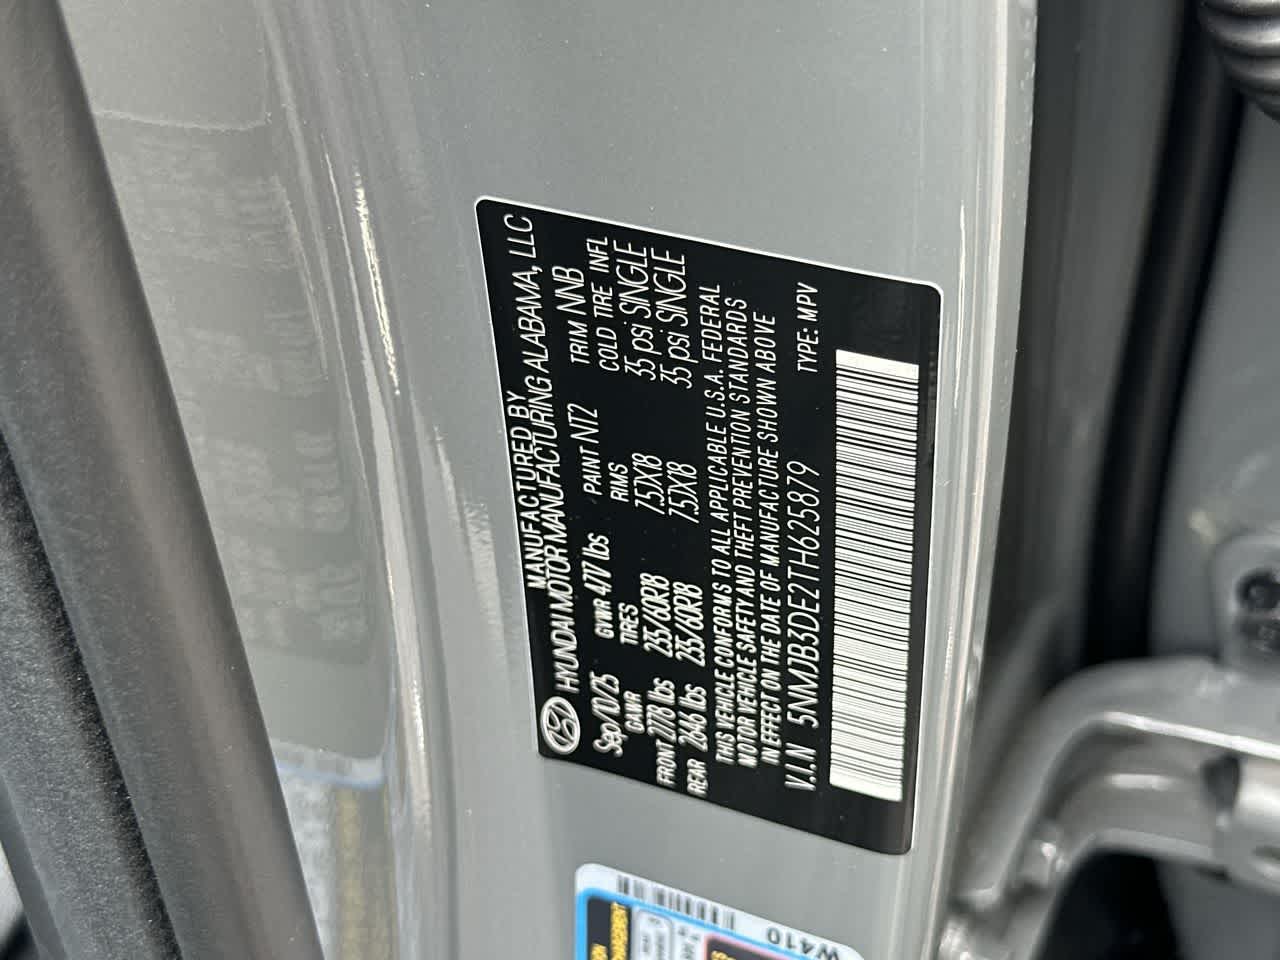 MANUFACTURED BY
HYUNDAI MOTOR MANUFACTURING ALABAMA, LLC
Sep/10/25 GVWR 4717 lbs PAINT NT2 TRIM NNB
GAWR TIRES RIMS COLD TIRE INFL
FRONT 2778 lbs 235/60R18 7.5JX18 35 psi SINGLE
REAR 2646 lbs 235/60R18 7.5JX18 35 psi SINGLE
THIS VEHICLE CONFORMS TO ALL APPLICABLE U.S.A. FEDERAL
MOTOR VEHICLE SAFETY AND THEFT PREVENTION STANDARDS
IN EFFECT ON THE DATE OF MANUFACTURE SHOWN ABOVE
V.I.N 5NMJB3DE2TH625879 TYPE: MPV
W410